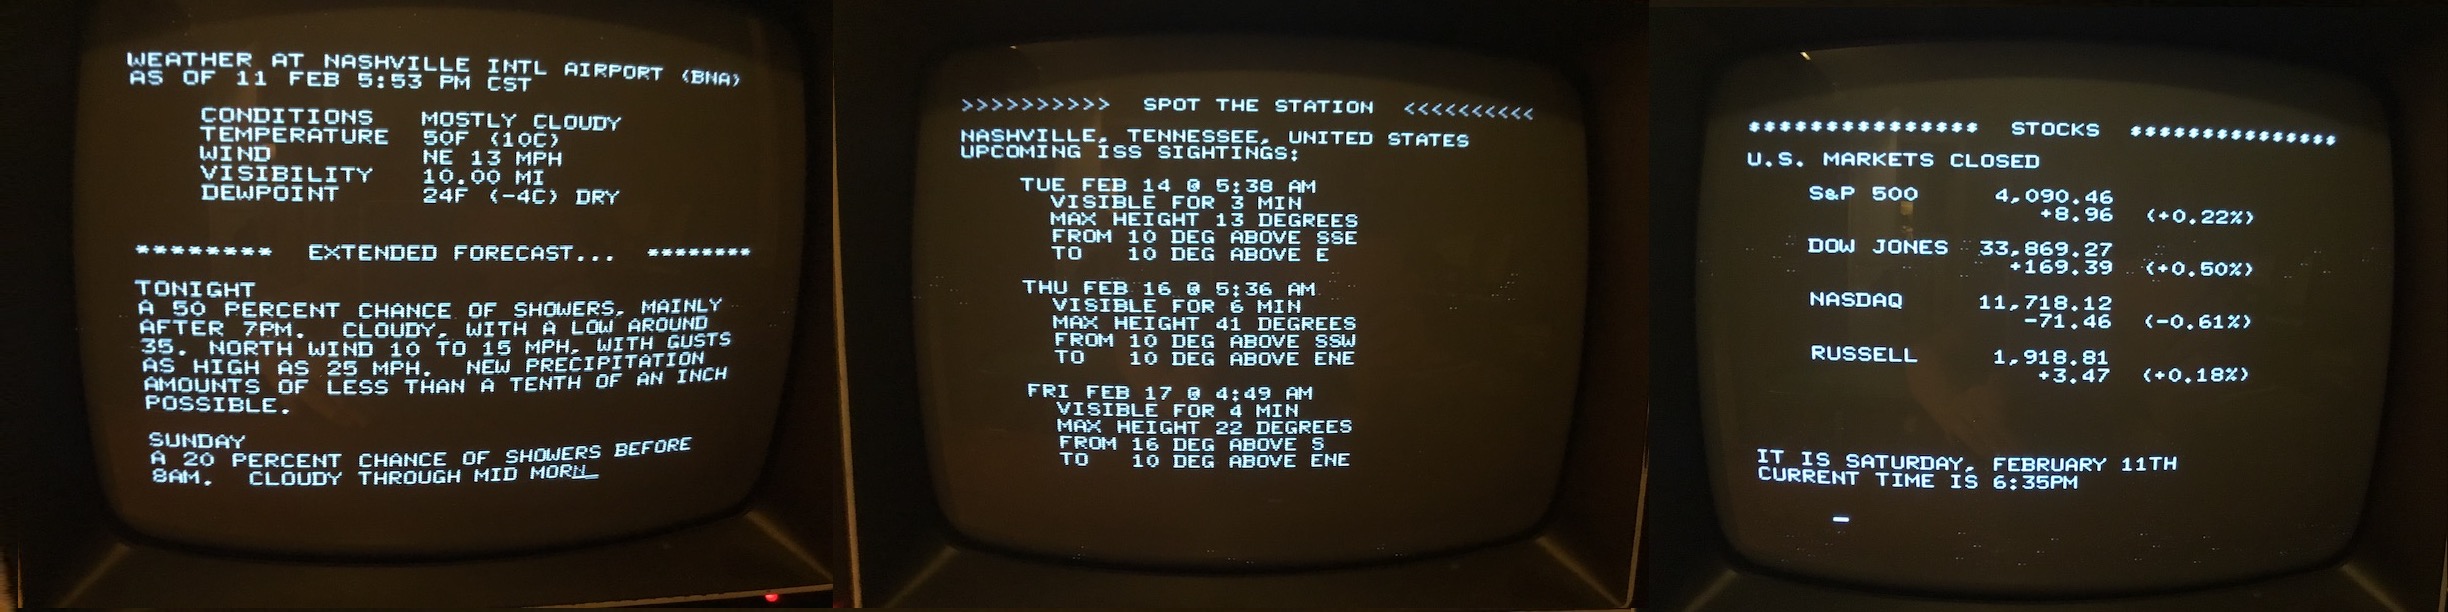 WEATHER AT NASHVILLE INTL AIRPORT (BNA)
AS OF 11 FEB 5:53 PM CST
CONDITIONS MOSTLY CLOUDY
TEMPERATURE 50F (10C)
WIND NE 13 MPH
VISIBILITY 10.00 MI
DEWPOINT 24F (-4C) DRY
******** EXTENDED FORECAST... ********
TONIGHT
A 50 PERCENT CHANCE OF SHOWERS, MAINLY
AFTER 7PM. CLOUDY, WITH A LOW AROUND
35. NORTH WIND 10 TO 15 MPH, WITH GUSTS
AS HIGH AS 25 MPH. NEW PRECIPITATION
AMOUNTS OF LESS THAN A TENTH OF AN INCH
POSSIBLE.
SUNDAY
A 20 PERCENT CHANCE OF SHOWERS BEFORE
8AM. CLOUDY THROUGH MID MORN_
>>>>>>>>>> SPOT THE STATION <<<<<<<<<<
NASHVILLE, TENNESSEE, UNITED STATES
UPCOMING ISS SIGHTINGS:
TUE FEB 14 @ 5:38 AM
VISIBLE FOR 3 MIN
MAX HEIGHT 13 DEGREES
FROM 10 DEG ABOVE SSE
TO 10 DEG ABOVE E
THU FEB 16 @ 5:36 AM
VISIBLE FOR 6 MIN
MAX HEIGHT 41 DEGREES
FROM 10 DEG ABOVE SSW
TO 10 DEG ABOVE ENE
FRI FEB 17 @ 4:49 AM
VISIBLE FOR 4 MIN
MAX HEIGHT 22 DEGREES
FROM 16 DEG ABOVE S
TO 10 DEG ABOVE ENE
*************** STOCKS ***************
U.S. MARKETS CLOSED
S&P 500 4,090.46
+8.96 (+0.22%)
DOW JONES 33,869.27
+169.39 (+0.50%)
NASDAQ 11,718.12
-71.46 (-0.61%)
RUSSELL 1,918.81
+3.47 (+0.18%)
IT IS SATURDAY, FEBRUARY 11TH
CURRENT TIME IS 6:35PM
_